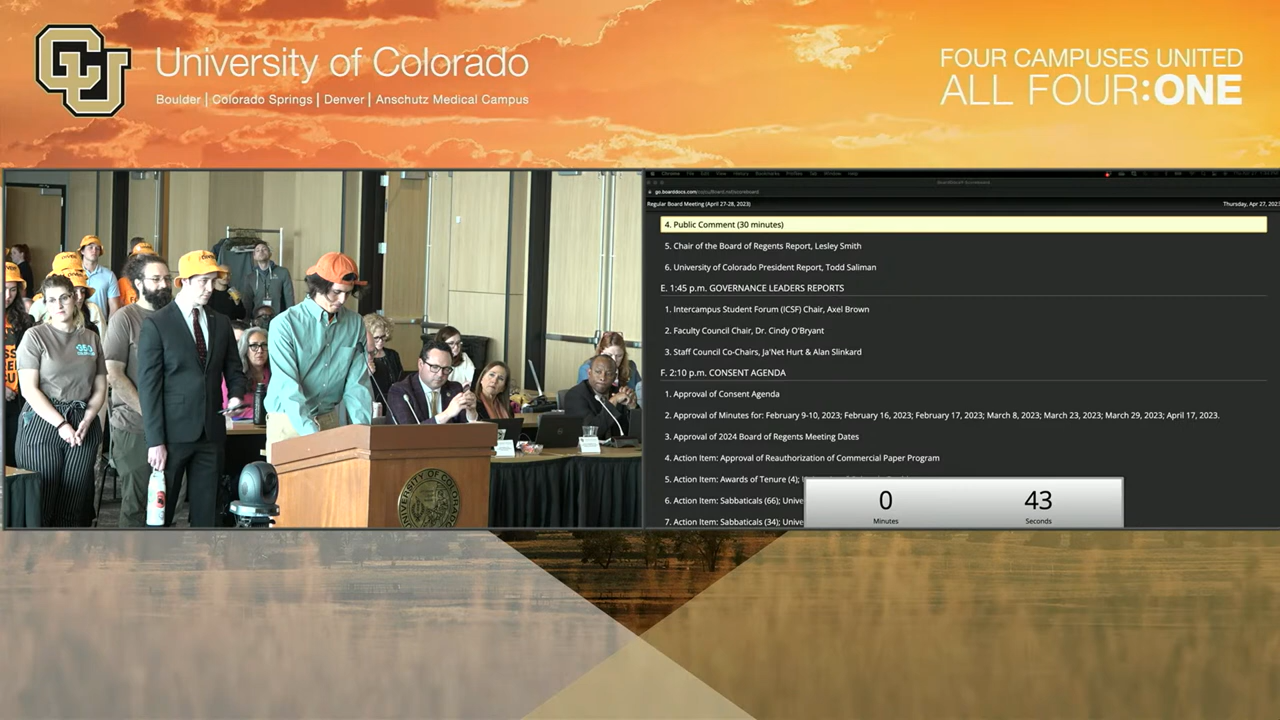 CU
University of Colorado
Boulder | Colorado Springs | Denver | Anschutz Medical Campus
FOUR CAMPUSES UNITED
ALL FOUR:ONE
Regular Board Meeting (April 27-28, 2023)
Thursday, Apr 27, 2023
4. Public Comment (30 minutes)
5. Chair of the Board of Regents Report, Lesley Smith
6. University of Colorado President Report, Todd Saliman
E. 1:45 p.m. GOVERNANCE LEADERS REPORTS
1. Intercampus Student Forum (ICSF) Chair, Axel Brown
2. Faculty Council Chair, Dr. Cindy O'Bryant
3. Staff Council Co-Chairs, Ja'Net Hurt & Alan Slinkard
F. 2:10 p.m. CONSENT AGENDA
1. Approval of Consent Agenda
2. Approval of Minutes for: February 9-10, 2023; February 16, 2023; February 17, 2023; March 8, 2023; March 23, 2023; March 29, 2023; April 17, 2023.
3. Approval of 2024 Board of Regents Meeting Dates
4. Action Item: Approval of Reauthorization of Commercial Paper Program
5. Action Item: Awards of Tenure (4);
6. Action Item: Sabbaticals (66); Unive
7. Action Item: Sabbaticals (34); Unive
0
43
Minutes
Seconds
UNIVERSITY OF COLORADO